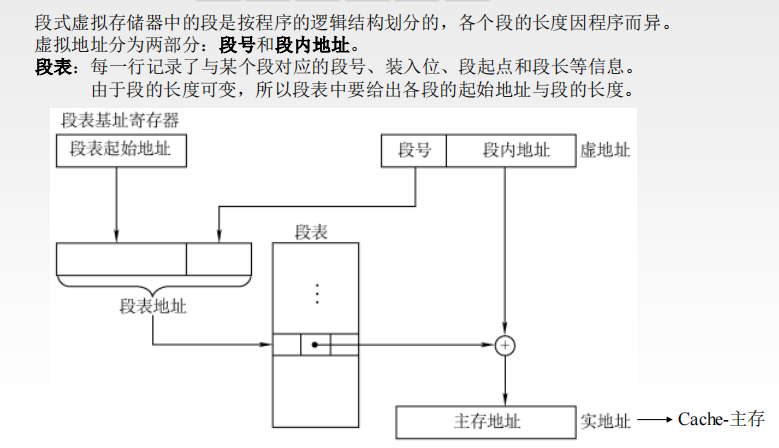 段式虚拟存储器中的段是按程序的逻辑结构划分的，各个段的长度因程序而异。
虚拟地址分为两部分：段号和段内地址。
段表：每一行记录了与某个段对应的段号、装入位、段起点和段长等信息。
由于段的长度可变，所以段表中要给出各段的起始地址与段的长度。
段表基址寄存器
段表起始地址
段号
段内地址
虚地址
段表
⋮
段表地址
+
主存地址
实地址
Cache-主存